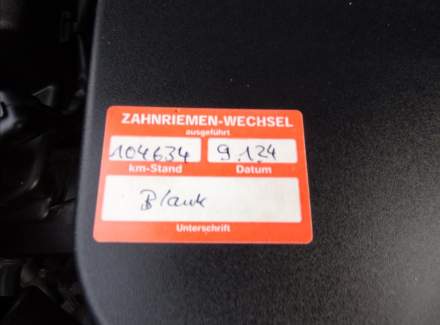 ZAHNRIEMEN-WECHSEL
ausgeführt
104634 9.1.24
km-Stand Datum
Blank
Unterschrift